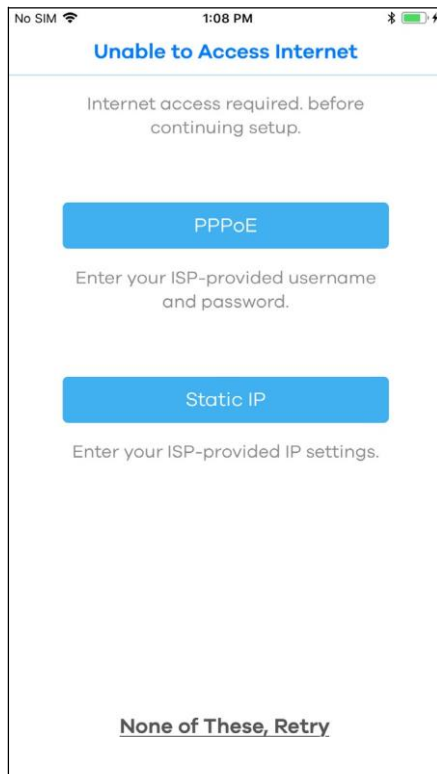 No SIM 1:08 PM
Unable to Access Internet
Internet access required. before
continuing setup.
PPPoE
Enter your ISP-provided username
and password.
Static IP
Enter your ISP-provided IP settings.
None of These, Retry